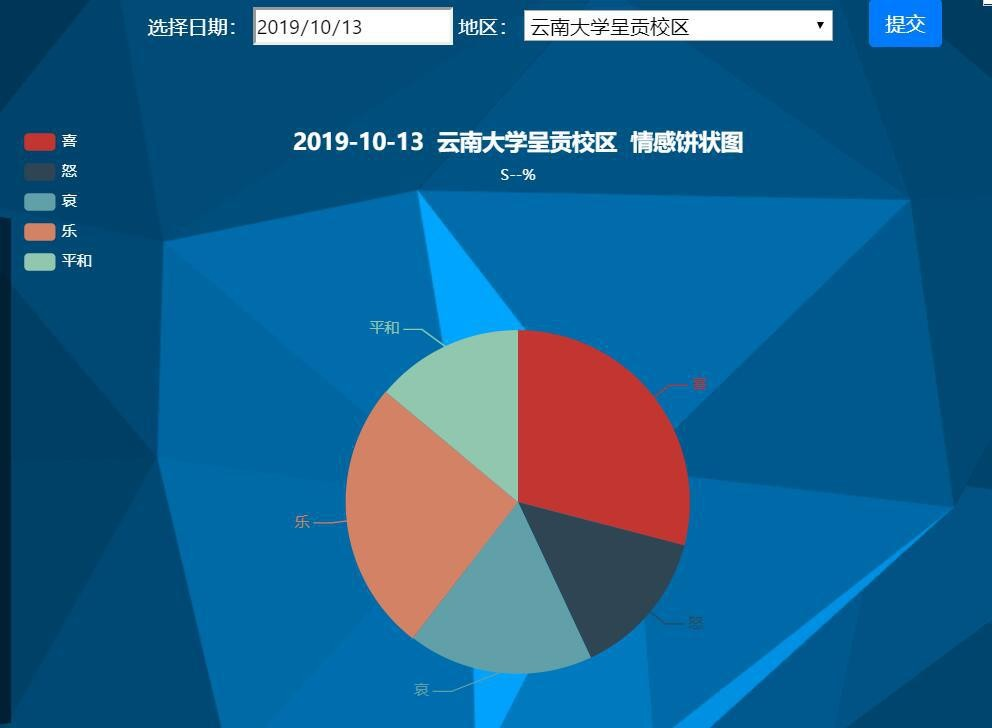 选择日期： 2019/10/13 地区： 云南大学呈贡校区 提交
2019-10-13 云南大学呈贡校区 情感饼状图
S--%
喜
怒
哀
乐
平和
平和
喜
乐
怒
哀